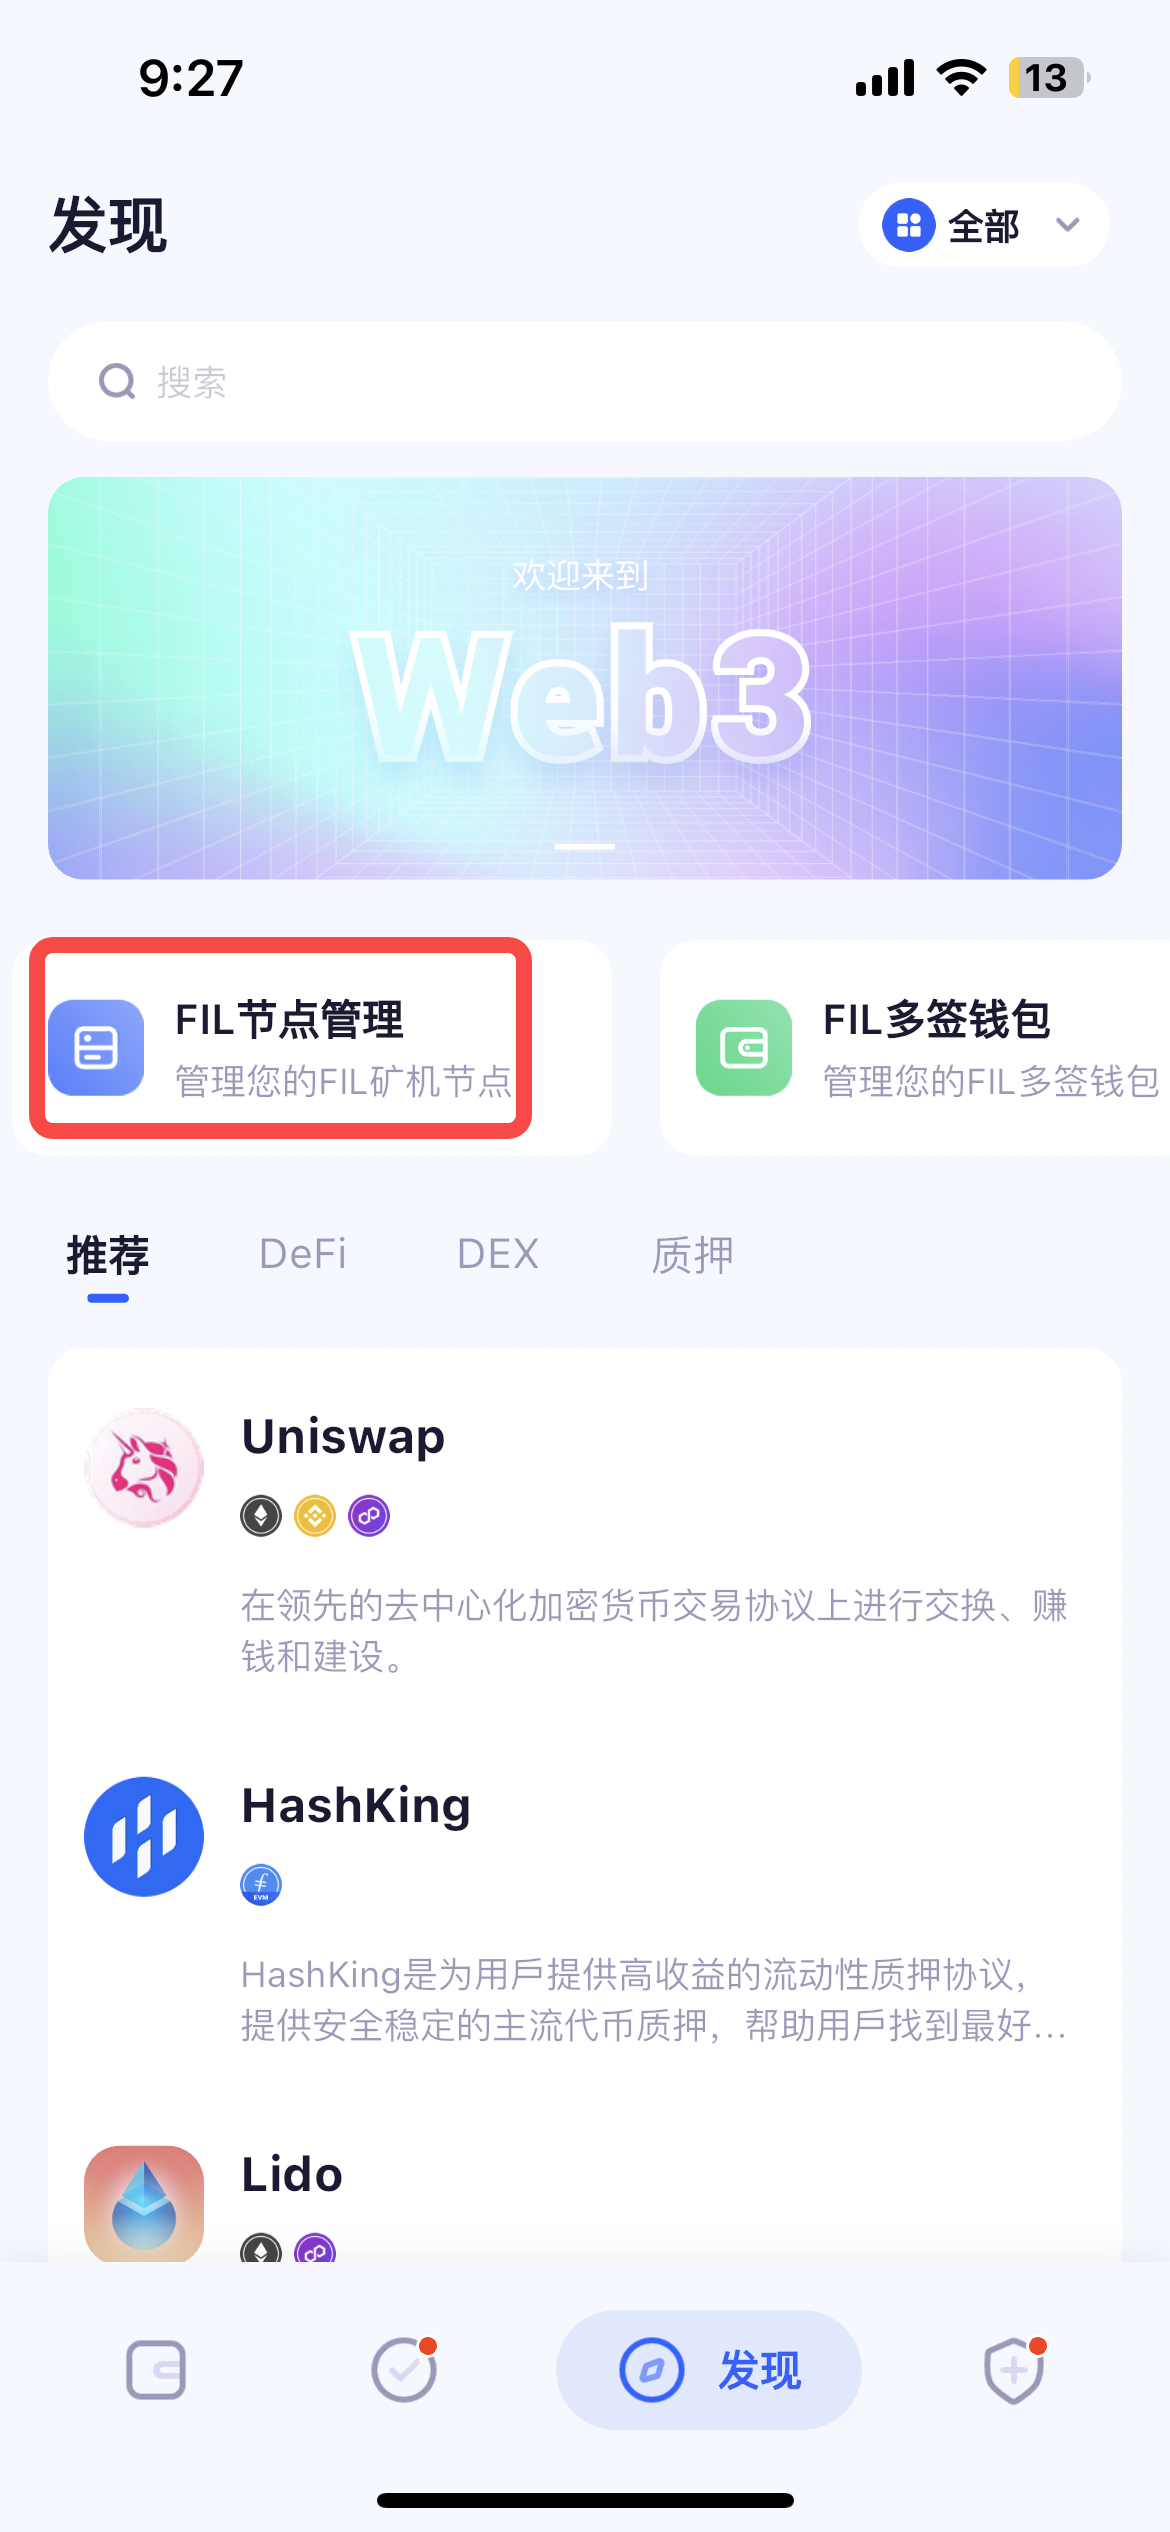 9:27
13
发现
全部
搜索
欢迎来到
Web3
FIL节点管理
管理您的FIL矿机节点
FIL多签钱包
管理您的FIL多签钱包
推荐
DeFi
DEX
质押
Uniswap
在领先的去中心化加密货币交易协议上进行交换、赚
钱和建设。
HashKing
EVM
HashKing是为用戶提供高收益的流动性质押协议，
提供安全稳定的主流代币质押，帮助用戶找到最好...
Lido
发现